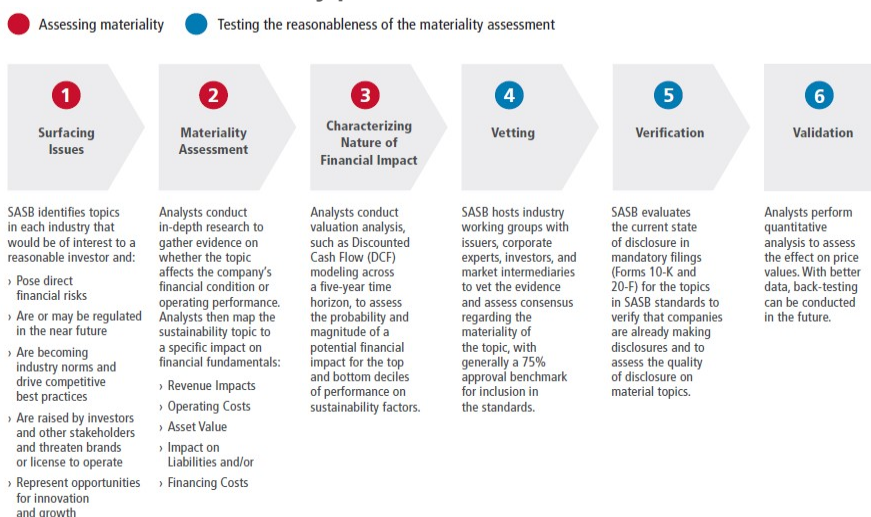 Assessing materiality
Testing the reasonableness of the materiality assessment
1
Surfacing
Issues
SASB identifies topics
in each industry that
would be of interest to a
reasonable investor and:
› Pose direct
financial risks
› Are or may be regulated
in the near future
› Are becoming
industry norms and
drive competitive
best practices
› Are raised by investors
and other stakeholders
and threaten brands
or license to operate
› Represent opportunities
for innovation
and growth
2
Materiality
Assessment
Analysts conduct
in-depth research to
gather evidence on
whether the topic
affects the company's
financial condition or
operating performance.
Analysts then map the
sustainability topic to
a specific impact on
financial fundamentals:
› Revenue Impacts
› Operating Costs
› Asset Value
› Impact on
Liabilities and/or
› Financing Costs
3
Characterizing
Nature of
Financial Impact
Analysts conduct
valuation analysis,
such as Discounted
Cash Flow (DCF)
modeling across
a five-year time
horizon, to assess
the probability and
magnitude of a
potential financial
impact for the top
and bottom deciles
of performance on
sustainability factors.
4
Vetting
SASB hosts industry
working groups with
issuers, corporate
experts, investors, and
market intermediaries
to vet the evidence
and assess consensus
regarding the
materiality of
the topic, with
generally a 75%
approval benchmark
for inclusion in
the standards.
5
Verification
SASB evaluates
the current state
of disclosure in
mandatory filings
(Forms 10-K and
20-F) for the topics
in SASB standards to
verify that companies
are already making
disclosures and to
assess the quality
of disclosure on
material topics.
6
Validation
Analysts perform
quantitative
analysis to assess
the effect on price
values. With better
data, back-testing
can be conducted
in the future.